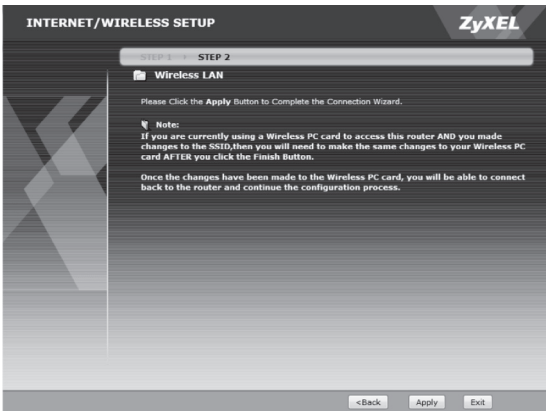 INTERNET/WIRELESS SETUP
ZyXEL
STEP 1 › STEP 2
Wireless LAN
Please Click the Apply Button to Complete the Connection Wizard.
Note:
If you are currently using a Wireless PC card to access this router AND you made
changes to the SSID,then you will need to make the same changes to your Wireless PC
card AFTER you click the Finish Button.
Once the changes have been made to the Wireless PC card, you will be able to connect
back to the router and continue the configuration process.
<Back
Apply
Exit